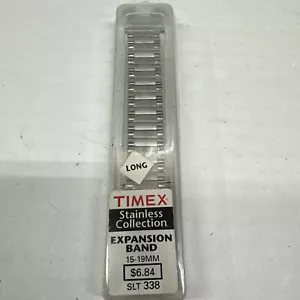 LONG
TIMEX
Stainless
Collection
EXPANSION
BAND
15-19MM
$6.84
SLT 338